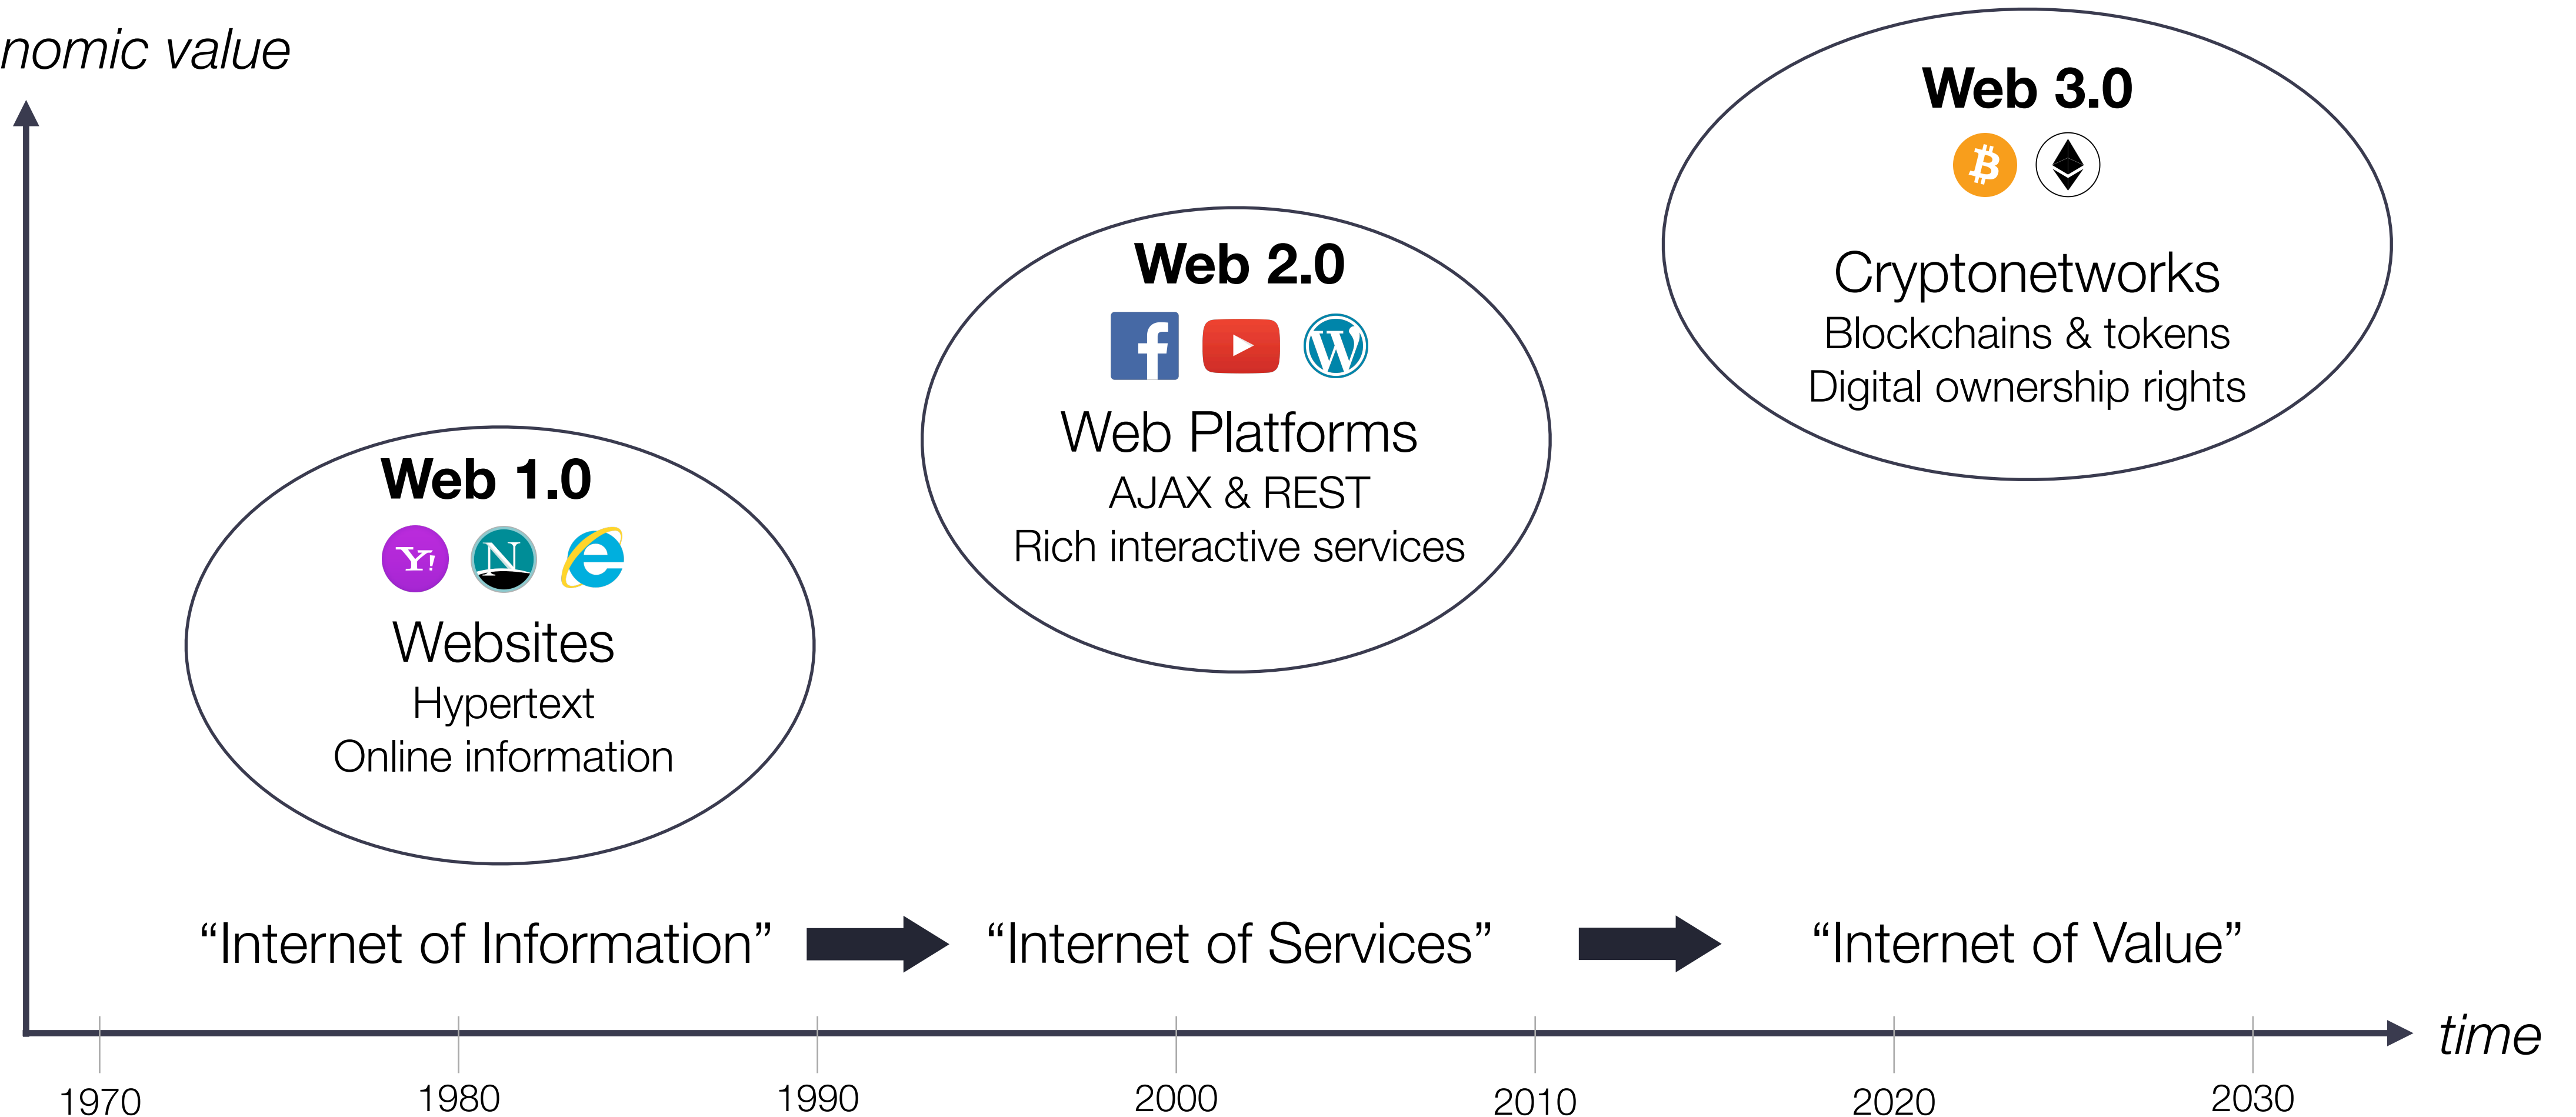 nomic value
Web 3.0
Cryptonetworks
Blockchains & tokens
Digital ownership rights
Web 2.0
Web Platforms
AJAX & REST
Rich interactive services
Web 1.0
Y!
N
Websites
Hypertext
Online information
“Internet of Information”
“Internet of Services”
“Internet of Value”
time
1970
1980
1990
2000
2010
2020
2030